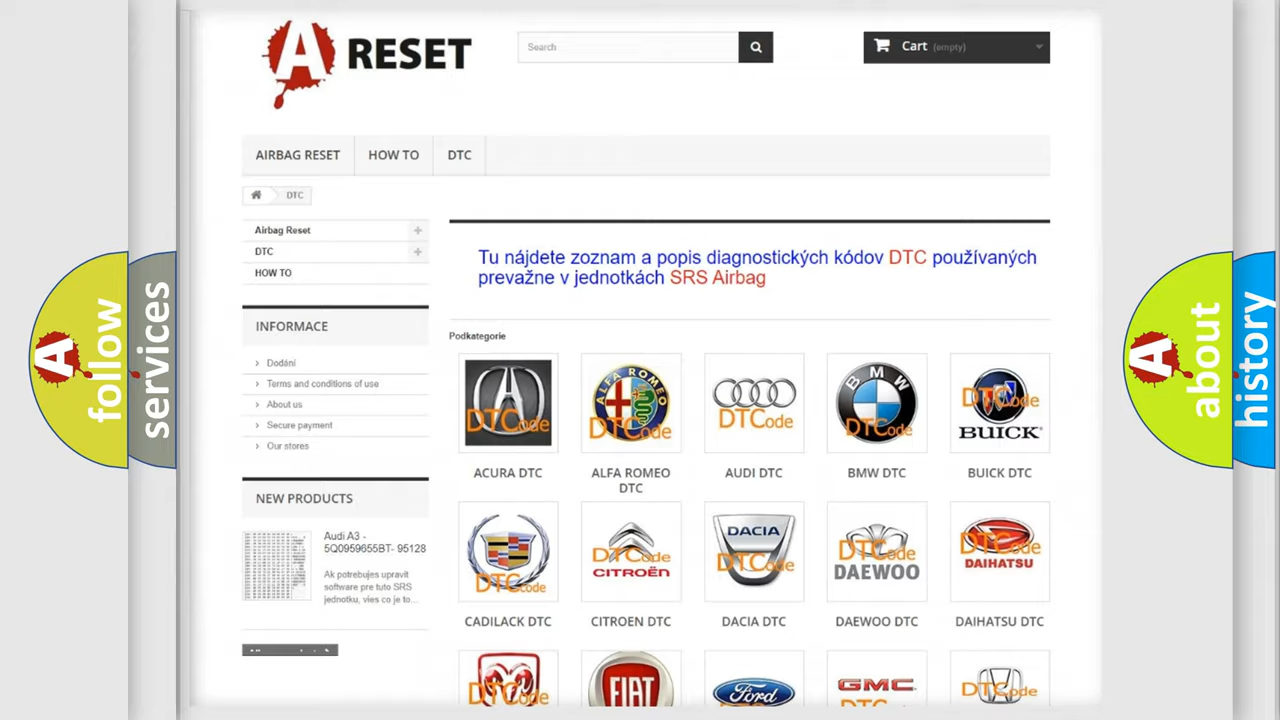 A RESET
Search
Cart (empty)
AIRBAG RESET
HOW TO
DTC
DTC
Airbag Reset
DTC
HOW TO
INFORMACE
Dodání
Terms and conditions of use
About us
Secure payment
Our stores
NEW PRODUCTS
Audi A3 -
5Q0959655BT- 95128
Ak potrebujes upravit
software pre tuto SRS
jednotku, vies co je to...
Tu nájdete zoznam a popis diagnostických kódov DTC používaných
prevažne v jednotkách SRS Airbag
Podkategorie
DTCode
ALFA ROMEO
DTCode
DTCode
BMW
DTCode
DTCode
BUICK
ACURA DTC
ALFA ROMEO
DTC
AUDI DTC
BMW DTC
BUICK DTC
DTCode
DTCode
CITROËN
DACIA
DTCode
DTCode
DAEWOO
DTCode
DAIHATSU
CADILACK DTC
CITROEN DTC
DACIA DTC
DAEWOO DTC
DAIHATSU DTC
DTCode
FIAT
Ford
GMC
DTCode
A follow
services
A about
history